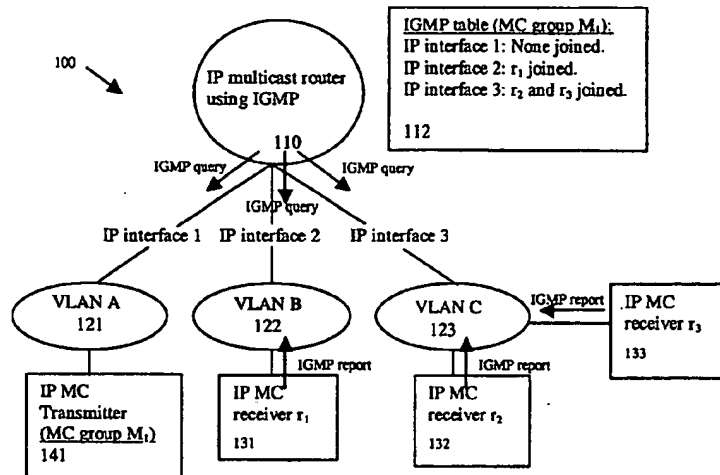 100
IP multicast router
using IGMP
110
IGMP table (MC group M₁):
IP interface 1: None joined.
IP interface 2: r₁ joined.
IP interface 3: r₂ and r₃ joined.
112
IGMP query
IGMP query
IGMP query
IP interface 1
IP interface 2
IP interface 3
VLAN A
121
VLAN B
122
VLAN C
123
IGMP report
IP MC
receiver r₃
133
IGMP report
IGMP report
IP MC
Transmitter
(MC group M₁)
141
IP MC
receiver r₁
131
IP MC
receiver r₂
132